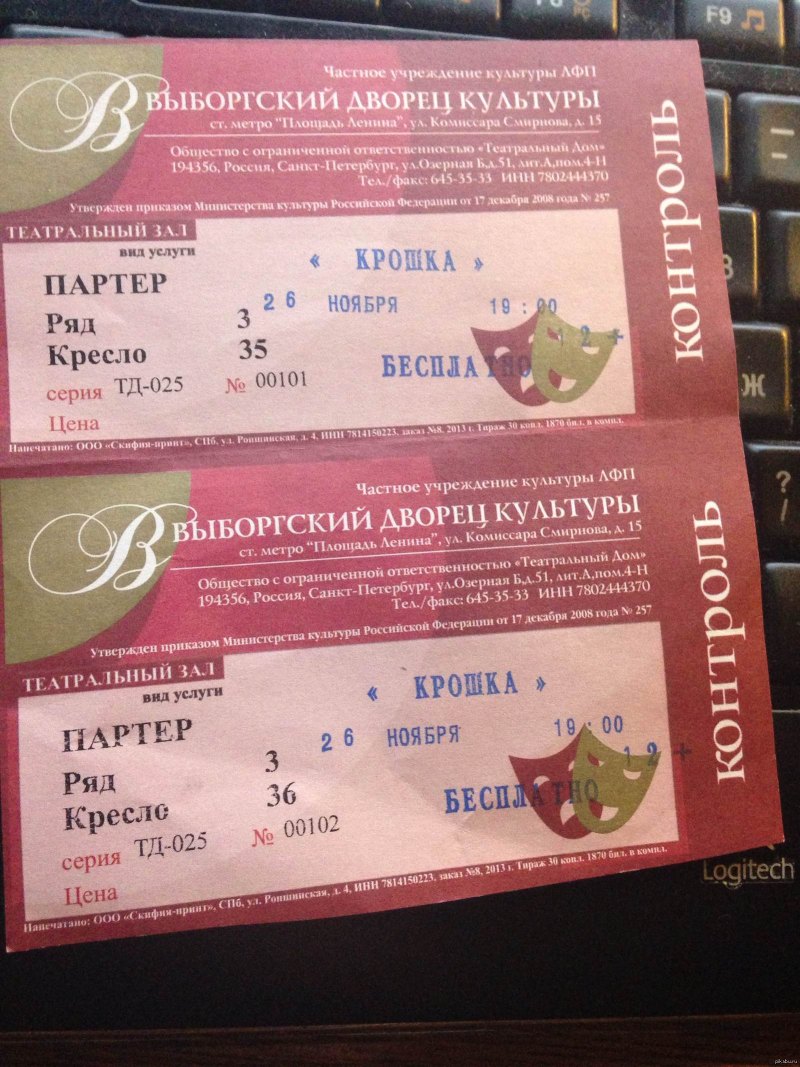 F9
Частное учреждение культуры ЛФП
В
ВЫБОРГСКИЙ ДВОРЕЦ КУЛЬТУРЫ
ст. метро "Площадь Ленина", ул. Комиссара Смирнова, д. 15
Общество с ограниченной ответственностью «Театральный Дом»
194356, Россия, Санкт-Петербург, ул.Озерная Б,д.51, лит.А,пом.4-Н
Тел./факс: 645-35-33 ИНН 7802444370
Утвержден приказом Министерства культуры Российской Федерации от 17 декабря 2008 года № 257
КОНТРОЛЬ
ТЕАТРАЛЬНЫЙ ЗАЛ
вид услуги
« КРОШКА »
ПАРТЕР
26 НОЯБРЯ 19:00
Ряд 3
12+
Кресло 35
БЕСПЛАТНО
серия ТД-025 № 00101
Цена
Напечатано: ООО «Скифия-принт», СПб, ул. Роншинская, д. 4, ИНН 7814150223, заказ №8, 2013 г. Тираж 30 копл. 1870 бил. в компл.
Ж
?
/
Частное учреждение культуры ЛФП
В
ВЫБОРГСКИЙ ДВОРЕЦ КУЛЬТУРЫ
ст. метро "Площадь Ленина", ул. Комиссара Смирнова, д. 15
Общество с ограниченной ответственностью «Театральный Дом»
194356, Россия, Санкт-Петербург, ул.Озерная Б,д.51, лит.А,пом.4-Н
Тел./факс: 645-35-33 ИНН 7802444370
Утвержден приказом Министерства культуры Российской Федерации от 17 декабря 2008 года № 257
КОНТРОЛЬ
ТЕАТРАЛЬНЫЙ ЗАЛ
вид услуги
« КРОШКА »
ПАРТЕР
26 НОЯБРЯ 19:00
Ряд 3
12+
Кресло 36
БЕСПЛАТНО
серия ТД-025 № 00102
Цена
Напечатано: ООО «Скифия-принт», СПб, ул. Роншинская, д. 4, ИНН 7814150223, заказ №8, 2013 г. Тираж 30 копл. 1870 бил. в компл.
Logitech
pikabu.ru